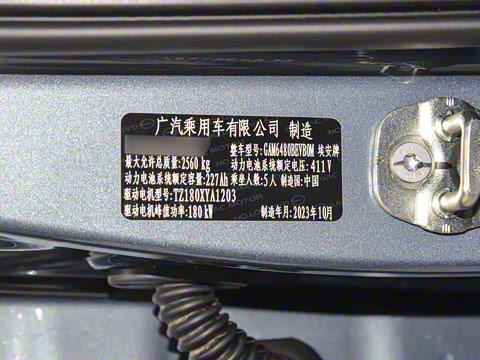 广汽乘用车有限公司 制造
整车型号:GAM6480BEVB0M 埃安牌
最大允许总质量:2560 kg 动力电池系统额定电压:411V
动力电池系统额定容量:227Ah 乘坐人数:5人 制造国:中国
驱动电机型号:TZ180XYA1203
驱动电机峰值功率:180 kW 制造年月:2023年10月